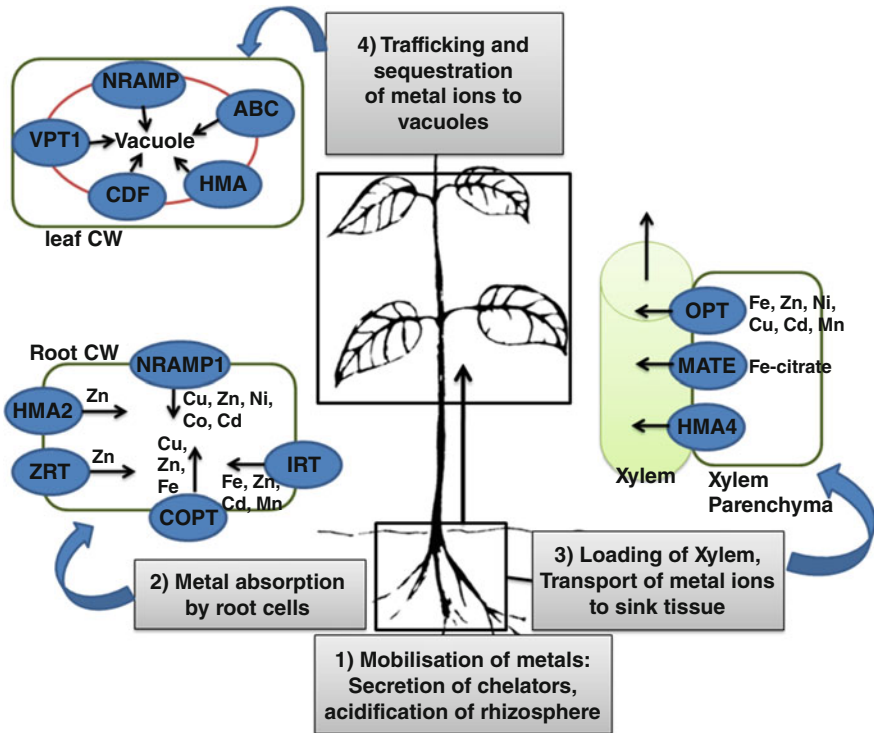 4) Trafficking and
sequestration
of metal ions to
vacuoles
NRAMP
ABC
VPT1
Vacuole
CDF
HMA
leaf CW
Root CW
NRAMP1
HMA2
Zn
Cu, Zn, Ni,
Co, Cd
ZRT
Zn
Cu,
Zn,
Fe
IRT
Fe, Zn,
Cd, Mn
COPT
OPT
Fe, Zn, Ni,
Cu, Cd, Mn
MATE
Fe-citrate
HMA4
Xylem
Xylem
Parenchyma
2) Metal absorption
by root cells
3) Loading of Xylem,
Transport of metal ions
to sink tissue
1) Mobilisation of metals:
Secretion of chelators,
acidification of rhizosphere